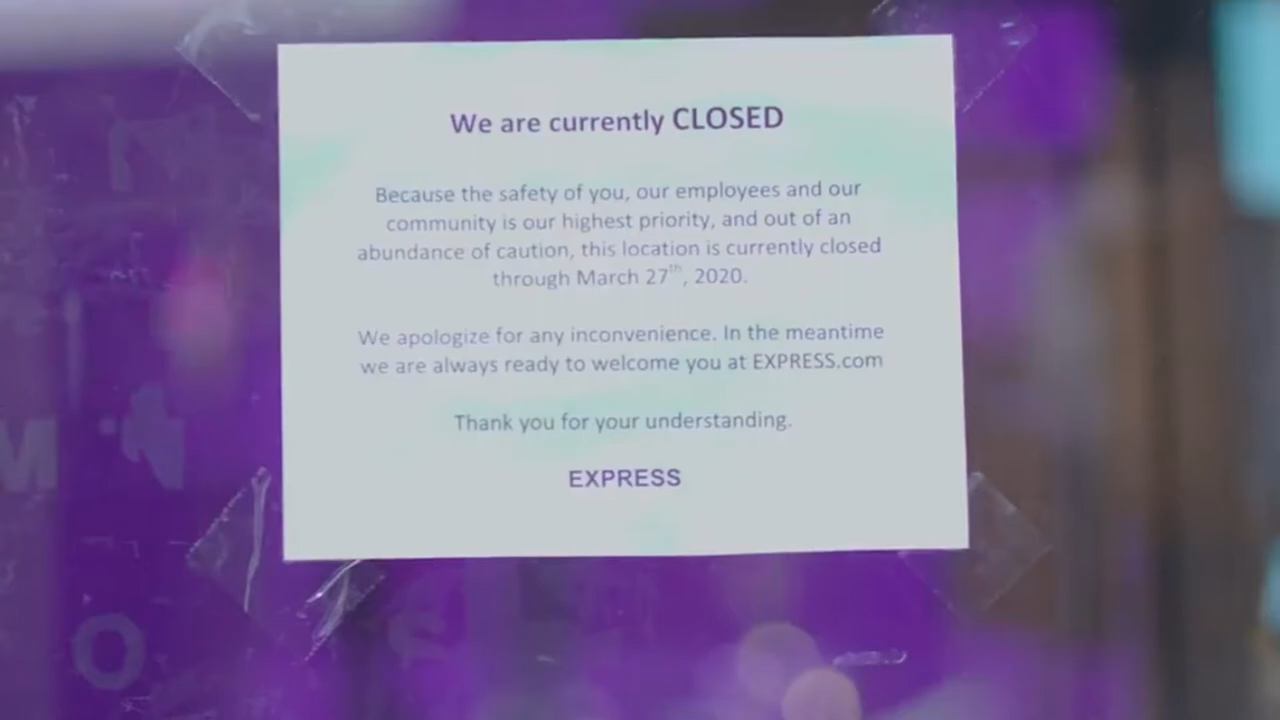 We are currently CLOSED
Because the safety of you, our employees and our
community is our highest priority, and out of an
abundance of caution, this location is currently closed
through March 27th, 2020.
We apologize for any inconvenience. In the meantime
we are always ready to welcome you at EXPRESS.com
Thank you for your understanding.
EXPRESS